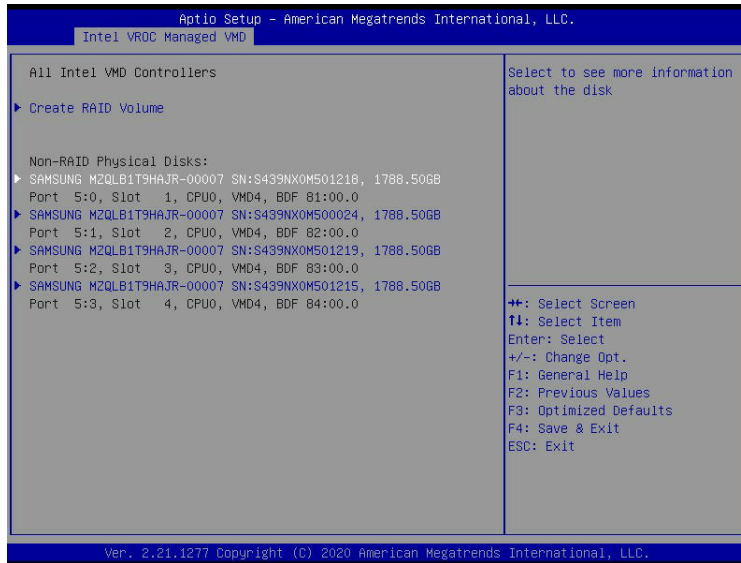 Aptio Setup – American Megatrends International, LLC.
Intel VROC Managed VMD
All Intel VMD Controllers
Create RAID Volume
Non-RAID Physical Disks:
SAMSUNG MZQLB1T9HAJR-00007 SN:S439NX0M501218, 1788.50GB
Port 5:0, Slot 1, CPU0, VMD4, BDF 81:00.0
SAMSUNG MZQLB1T9HAJR-00007 SN:S439NX0M500024, 1788.50GB
Port 5:1, Slot 2, CPU0, VMD4, BDF 82:00.0
SAMSUNG MZQLB1T9HAJR-00007 SN:S439NX0M501219, 1788.50GB
Port 5:2, Slot 3, CPU0, VMD4, BDF 83:00.0
SAMSUNG MZQLB1T9HAJR-00007 SN:S439NX0M501215, 1788.50GB
Port 5:3, Slot 4, CPU0, VMD4, BDF 84:00.0
Select to see more information
about the disk
→←: Select Screen
↑↓: Select Item
Enter: Select
+/-: Change Opt.
F1: General Help
F2: Previous Values
F3: Optimized Defaults
F4: Save & Exit
ESC: Exit
Ver. 2.21.1277 Copyright (C) 2020 American Megatrends International, LLC.